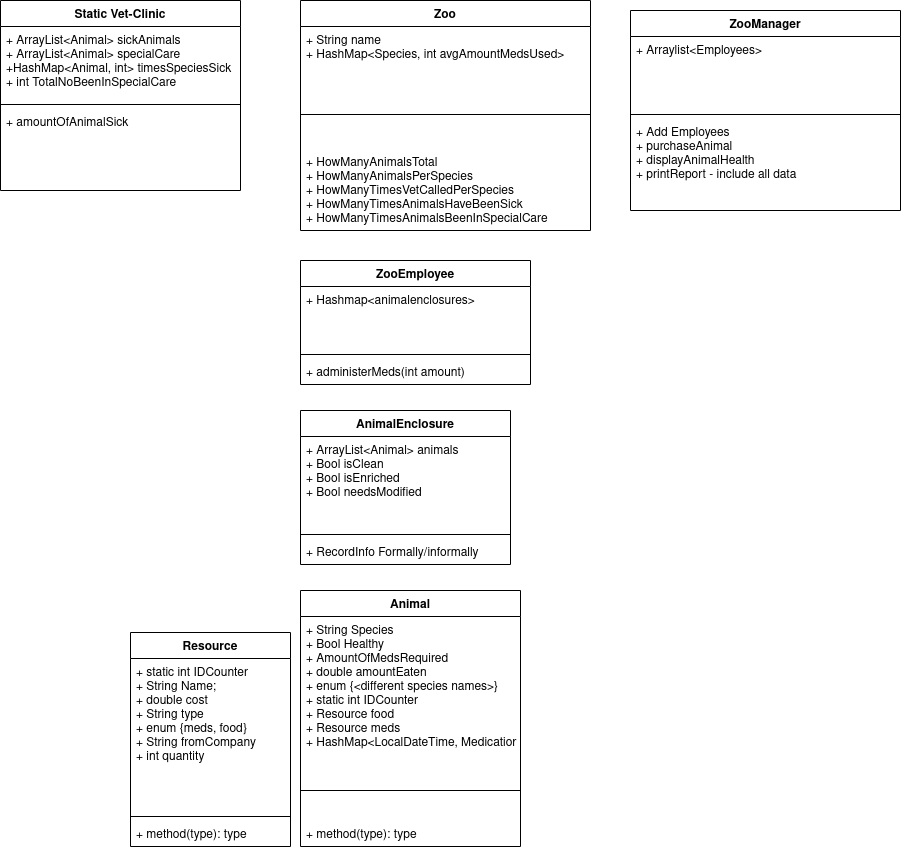 Static Vet-Clinic
+ ArrayList<Animal> sickAnimals
+ ArrayList<Animal> specialCare
+HashMap<Animal, int> timesSpeciesSick
+ int TotalNoBeenInSpecialCare
+ amountOfAnimalSick
Zoo
+ String name
+ HashMap<Species, int avgAmountMedsUsed>
+ HowManyAnimalsTotal
+ HowManyAnimalsPerSpecies
+ HowManyTimesVetCalledPerSpecies
+ HowManyTimesAnimalsHaveBeenSick
+ HowManyTimesAnimalsBeenInSpecialCare
ZooManager
+ Arraylist<Employees>
+ Add Employees
+ purchaseAnimal
+ displayAnimalHealth
+ printReport - include all data
ZooEmployee
+ Hashmap<animalenclosures>
+ administerMeds(int amount)
AnimalEnclosure
+ ArrayList<Animal> animals
+ Bool isClean
+ Bool isEnriched
+ Bool needsModified
+ RecordInfo Formally/informally
Resource
+ static int IDCounter
+ String Name;
+ double cost
+ String type
+ enum {meds, food}
+ String fromCompany
+ int quantity
+ method(type): type
Animal
+ String Species
+ Bool Healthy
+ AmountOfMedsRequired
+ double amountEaten
+ enum {<different species names>}
+ static int IDCounter
+ Resource food
+ Resource meds
+ HashMap<LocalDateTime,
+ method(type): type